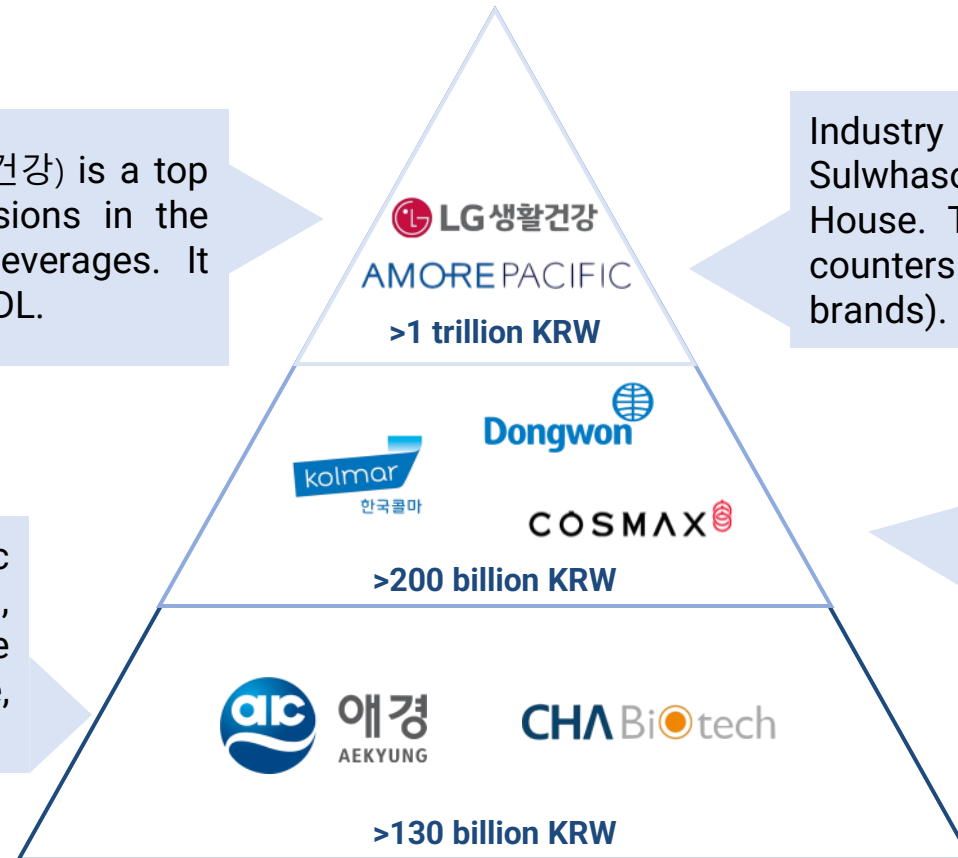 건강) is a top
sions in the
everages. It
DL.
Industry
Sulwhaso
House. T
counters
brands).
LG생활건강
AMOREPACIFIC
>1 trillion KRW
Dongwon
kolmar
한국콜마
COSMAX
>200 billion KRW
c
,
e
e,
애경
AEKYUNG
CHA Biotech
>130 billion KRW